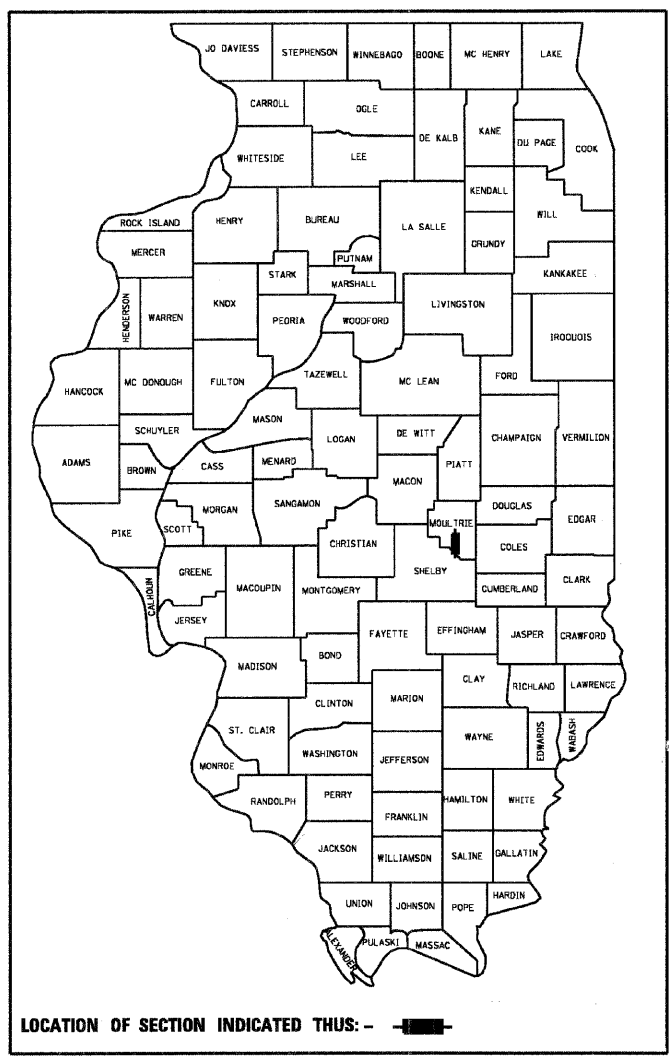 JO DAVIESS
STEPHENSON
WINNEBAGO
BOONE
MC HENRY
LAKE
CARROLL
OGLE
DE KALB
KANE
DU PAGE
COOK
WHITESIDE
LEE
KENDALL
ROCK ISLAND
HENRY
BUREAU
LA SALLE
WILL
GRUNDY
MERCER
PUTNAM
STARK
MARSHALL
KANKAKEE
HENDERSON
WARREN
KNOX
PEORIA
WOODFORD
LIVINGSTON
IROQUOIS
FORD
HANCOCK
MC DONOUGH
FULTON
TAZEWELL
MC LEAN
SCHUYLER
MASON
LOGAN
DE WITT
CHAMPAIGN
VERMILION
ADAMS
BROWN
CASS
MENARD
MACON
PIATT
PIKE
SCOTT
MORGAN
SANGAMON
CHRISTIAN
MOULTRIE
DOUGLAS
EDGAR
COLES
CALHOUN
GREENE
MACOUPIN
MONTGOMERY
SHELBY
CUMBERLAND
CLARK
JERSEY
FAYETTE
EFFINGHAM
JASPER
CRAWFORD
MADISON
BOND
CLAY
RICHLAND
LAWRENCE
CLINTON
MARION
ST. CLAIR
WAYNE
EDWARDS
WABASH
MONROE
WASHINGTON
JEFFERSON
RANDOLPH
PERRY
HAMILTON
WHITE
FRANKLIN
JACKSON
WILLIAMSON
SALINE
GALLATIN
UNION
JOHNSON
POPE
HARDIN
ALEXANDER
PULASKI
MASSAC
LOCATION OF SECTION INDICATED THUS: -